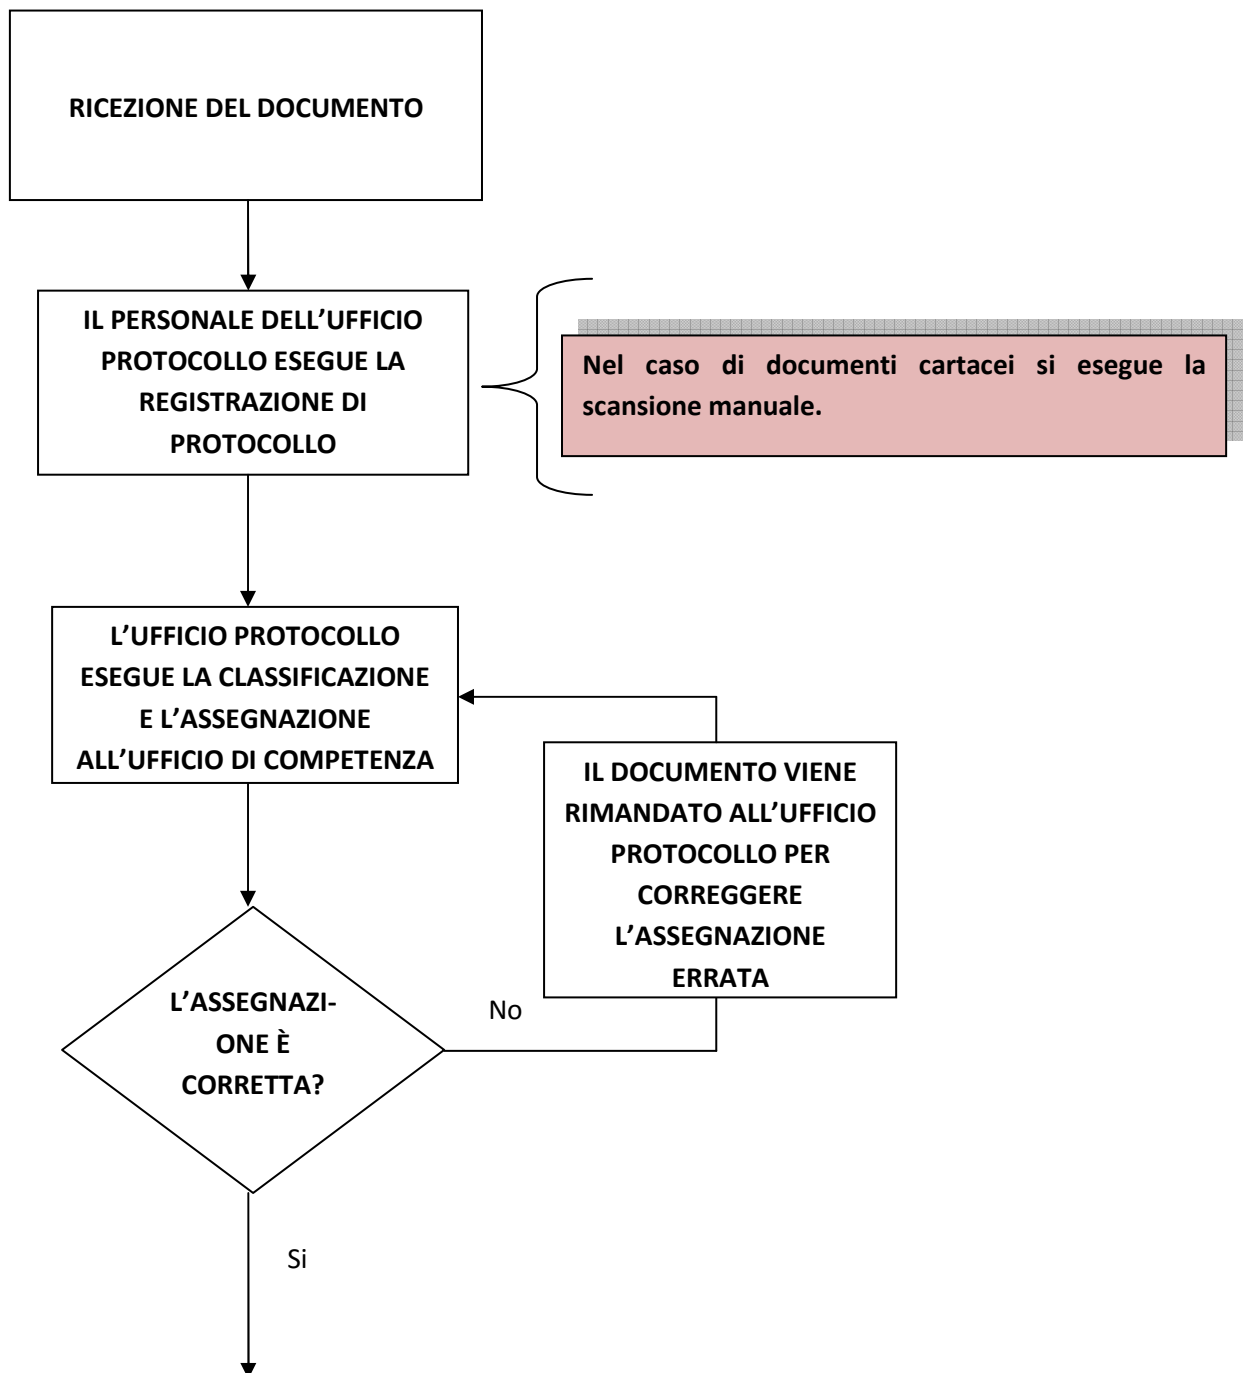 RICEZIONE DEL DOCUMENTO
IL PERSONALE DELL’UFFICIO
PROTOCOLLO ESEGUE LA
REGISTRAZIONE DI
PROTOCOLLO
Nel caso di documenti cartacei si esegue la
scansione manuale.
L’UFFICIO PROTOCOLLO
ESEGUE LA CLASSIFICAZIONE
E L’ASSEGNAZIONE
ALL’UFFICIO DI COMPETENZA
IL DOCUMENTO VIENE
RIMANDATO ALL’UFFICIO
PROTOCOLLO PER
CORREGGERE
L’ASSEGNAZIONE
ERRATA
L’ASSEGNAZI-
ONE È
CORRETTA?
No
Si